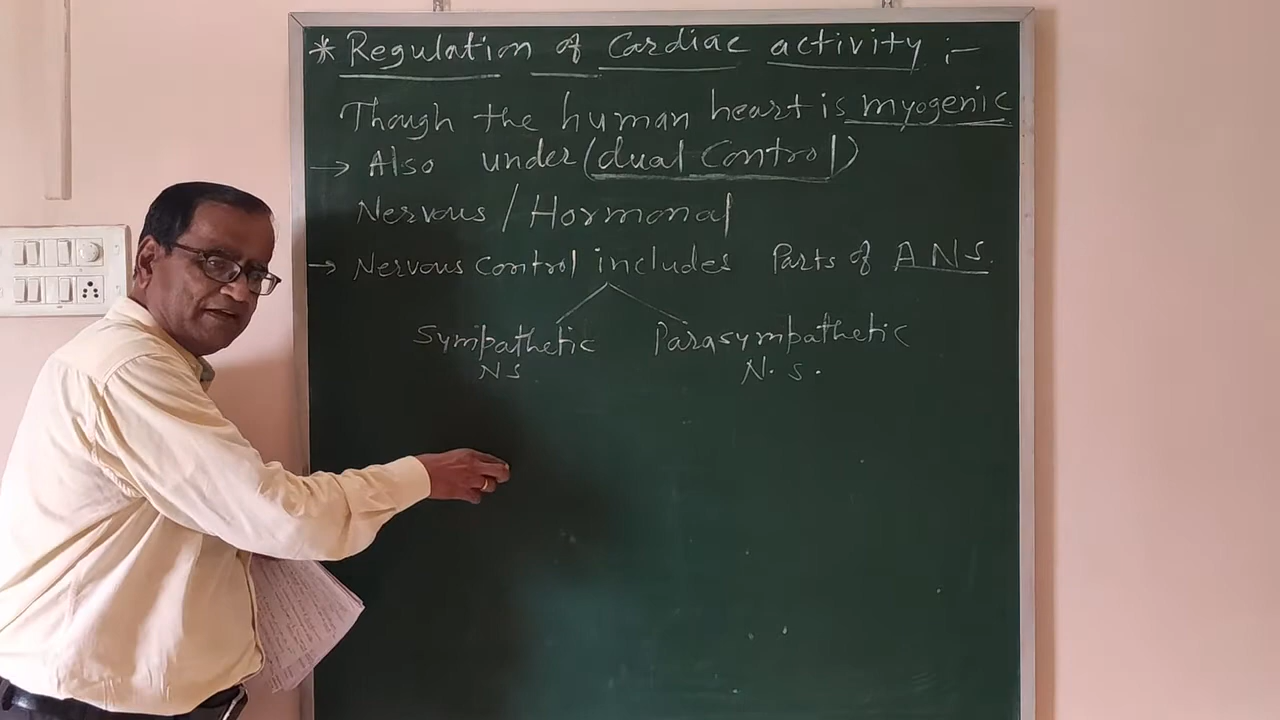 * Regulation of Cardiac activity :-
Though the human heart is myogenic
→ Also under (dual Control)
Nervous / Hormonal
→ Nervous control includes Parts of A N S.
Sympathetic Parasympathetic
N S N. S.